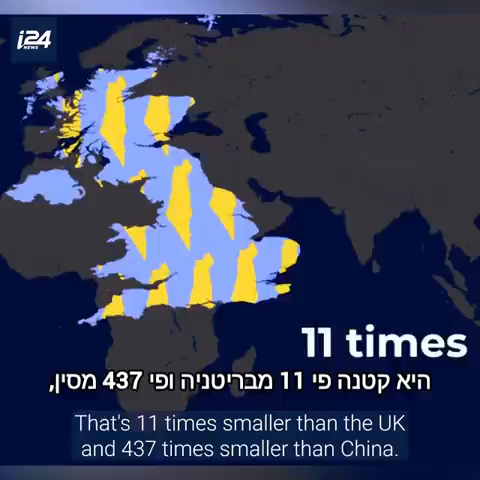 i24
NEWS
11 times
היא קטנה פי 11 מבריטניה ופי 437 מסין,
That's 11 times smaller than the UK
and 437 times smaller than China.